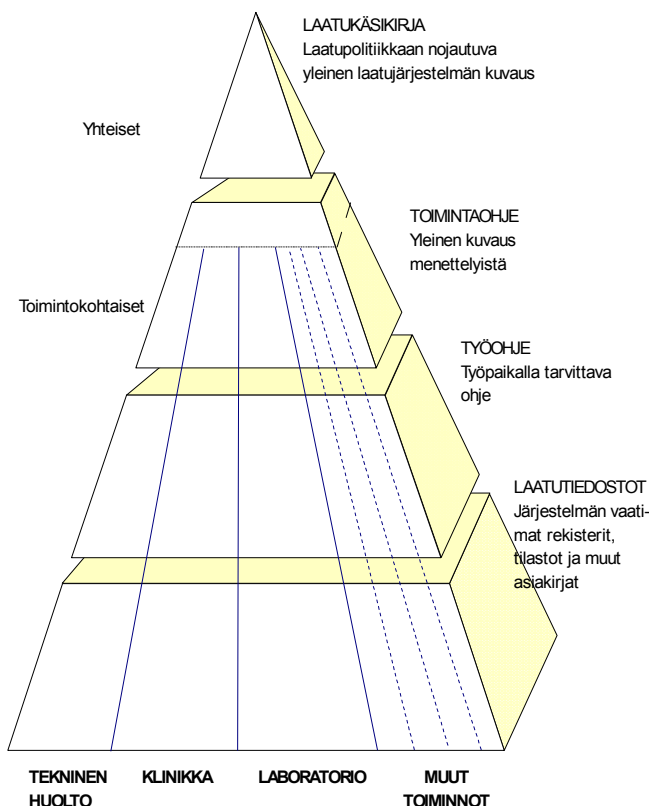 LAATUKÄSIKIRJA
Laatupolitiikkaan nojautuva
yleinen laatujärjestelmän kuvaus
Yhteiset
TOIMINTAOHJE
Yleinen kuvaus
menettelyistä
Toimintokohtaiset
TYÖOHJE
Työpaikalla tarvittava
ohje
LAATUTIEDOSTOT
Järjestelmän vaati-
mat rekisterit,
tilastot ja muut
asiakirjat
TEKNINEN
HUOLTO
KLINIKKA
LABORATORIO
MUUT
TOIMINNOT